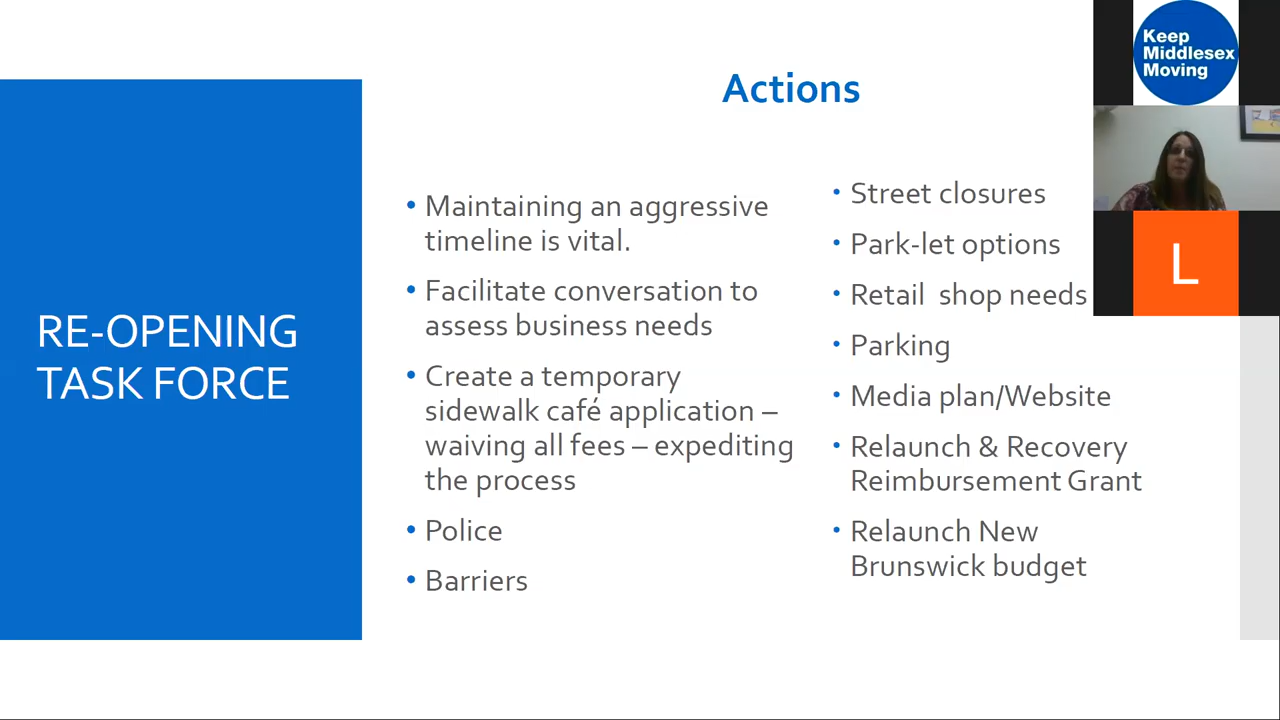 Keep
Middlesex
Moving
Actions
RE-OPENING
TASK FORCE
• Maintaining an aggressive
timeline is vital.
• Facilitate conversation to
assess business needs
• Create a temporary
sidewalk café application –
waiving all fees – expediting
the process
• Police
• Barriers
• Street closures
• Park-let options
• Retail  shop needs
• Parking
• Media plan/Website
• Relaunch & Recovery
Reimbursement Grant
• Relaunch New
Brunswick budget
L